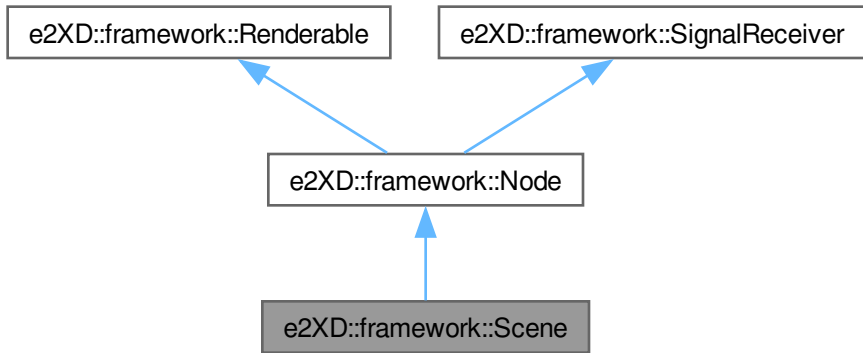 e2XD::framework::Renderable
e2XD::framework::SignalReceiver
e2XD::framework::Node
e2XD::framework::Scene